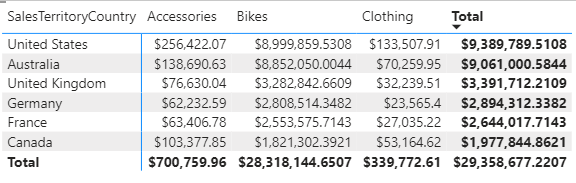 SalesTerritoryCountry Accessories Bikes Clothing Total
United States $256,422.07 $8,999,859.5308 $133,507.91 $9,389,789.5108
Australia $138,690.63 $8,852,050.0044 $70,259.95 $9,061,000.5844
United Kingdom $76,630.04 $3,282,842.6609 $32,239.51 $3,391,712.2109
Germany $62,232.59 $2,808,514.3482 $23,565.4 $2,894,312.3382
France $63,406.78 $2,553,575.7143 $27,035.22 $2,644,017.7143
Canada $103,377.85 $1,821,302.3921 $53,164.62 $1,977,844.8621
Total $700,759.96 $28,318,144.6507 $339,772.61 $29,358,677.2207